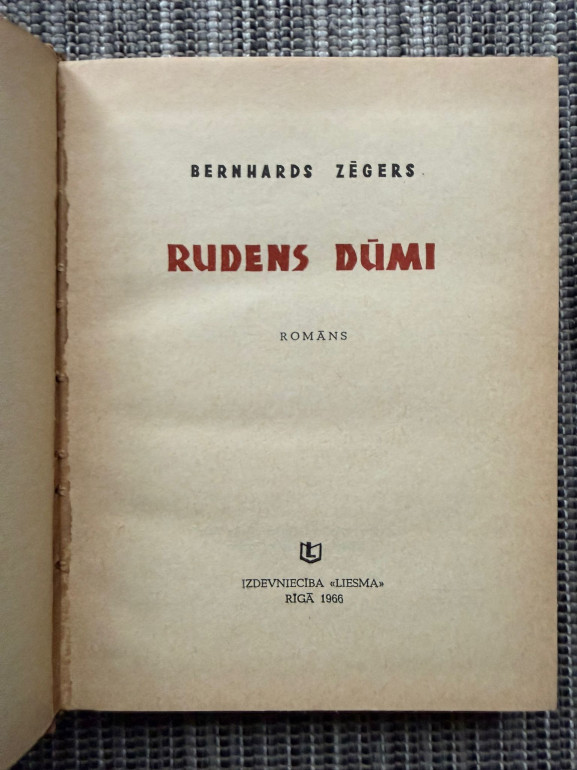 BERNHARDS ZĒGERS
RUDENS DŪMI
ROMĀNS
L
IZDEVNIECĪBA «LIESMA»
RĪGĀ 1966